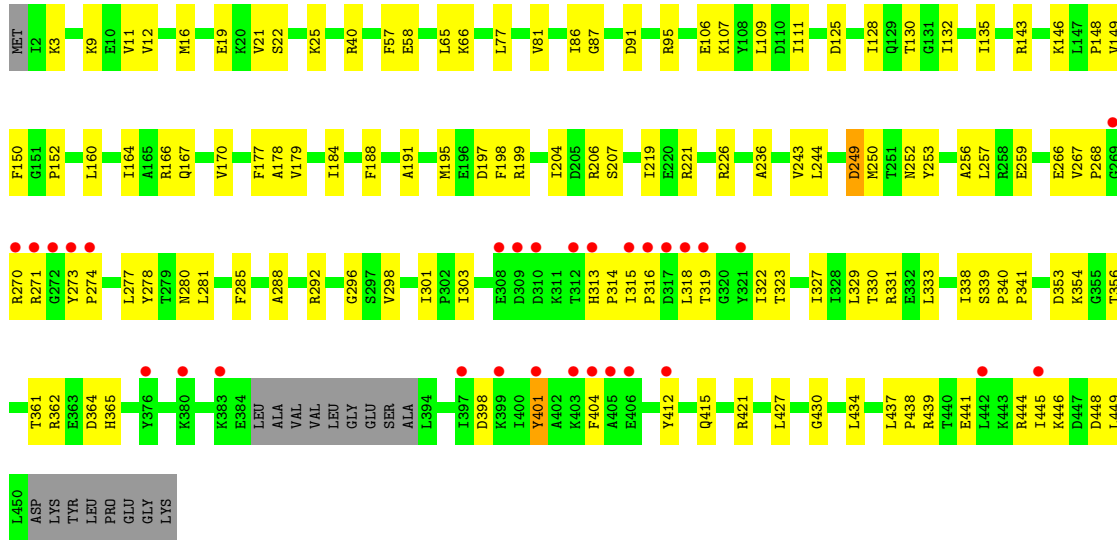 MET I2 K3 K9 E10 V11 V12 M16 E19 K20 V21 S22 K25 R40 F57 E58 L65 K66 L77 V81 I86 G87 D91 R95 E106 K107 Y108 L109 D110 I111 D125 I128 Q129 T130 G131 I132 I135 R143 K146 L147 P148 V149
F150 G151 P152 L160 I164 A165 R166 Q167 V170 F177 A178 V179 I184 F188 A191 M195 E196 D197 F198 R199 I204 D205 R206 S207 I219 E220 R221 R226 A236 V243 L244 D249 M250 T251 N252 Y253 A256 L257 R258 E259 E266 V267 P268 G269
R270 R271 G272 Y273 P274 L277 Y278 T279 N280 L281 F285 A288 R292 G296 S297 V298 I301 P302 I303 E308 D309 D310 K311 T312 H313 P314 I315 P316 D317 L318 T319 G320 Y321 I322 T323 I327 I328 L329 T330 R331 E332 L333 I338 S339 P340 P341 D353 K354 G355 T356
T361 R362 E363 D364 H365 Y376 K380 K383 E384 LEU ALA VAL VAL LEU GLY GLU SER ALA L394 I397 D398 K399 I400 Y401 A402 K403 F404 A405 E406 Y412 Q415 R421 L427 G430 L434 L437 P438 R439 T440 E441 L442 K443 R444 I445 K446 D447 D448 L449
L450 ASP LYS TYR LEU PRO GLU GLY LYS